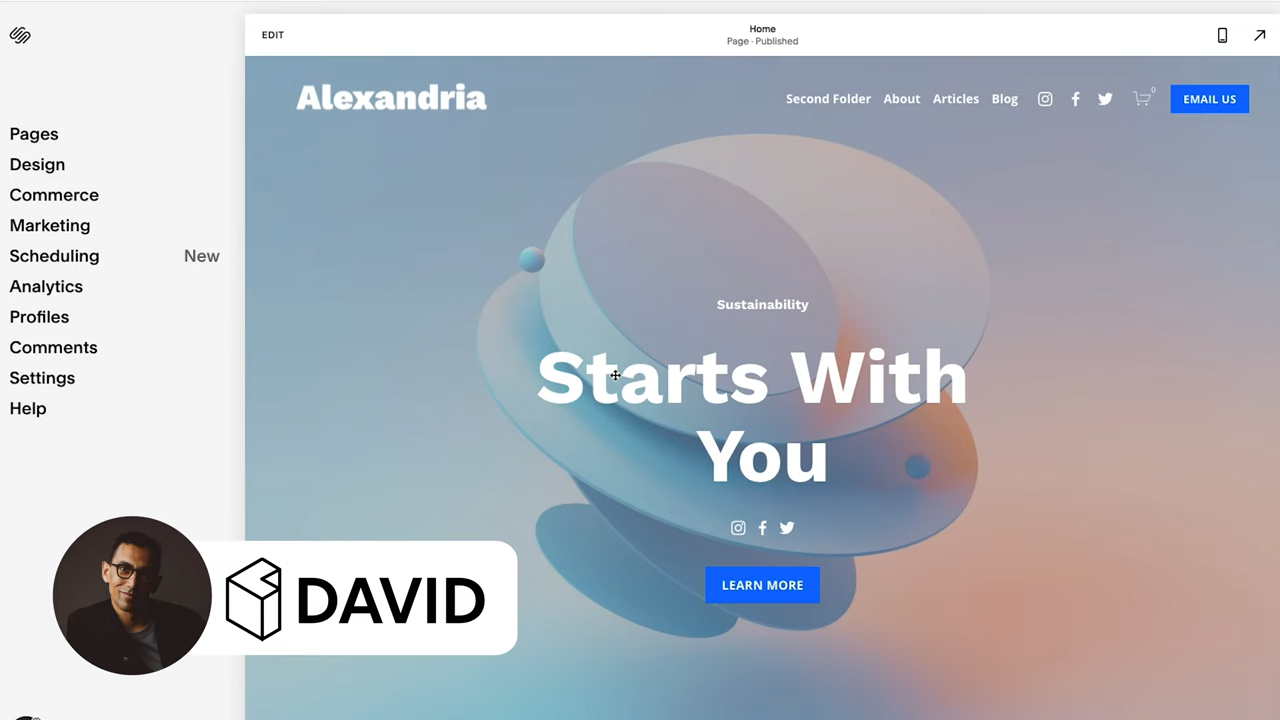 EDIT
Home
Page · Published
Pages
Design
Commerce
Marketing
Scheduling New
Analytics
Profiles
Comments
Settings
Help
Alexandria
Second Folder About Articles Blog 0 EMAIL US
Sustainability
Starts With
You
LEARN MORE
DAVID